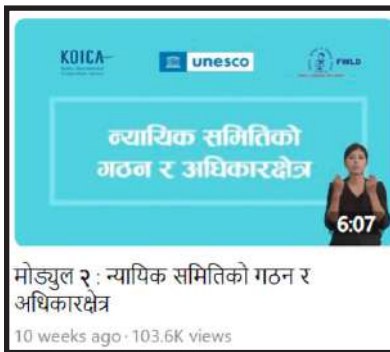 KOICA
unesco
FWLD
न्यायिक समितिको
गठन र अधिकारक्षेत्र
6:07
मोड्युल २ : न्यायिक समितिको गठन र
अधिकारक्षेत्र
10 weeks ago · 103.6K views